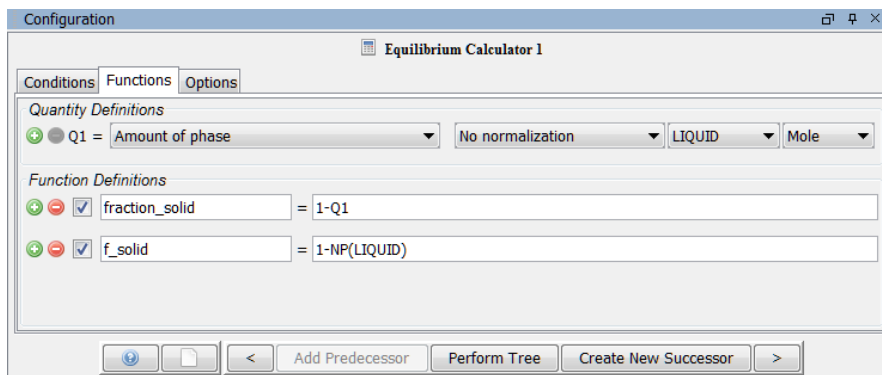 Configuration
Equilibrium Calculator 1
Conditions Functions Options
Quantity Definitions
Q1 = Amount of phase No normalization LIQUID Mole
Function Definitions
fraction_solid = 1-Q1
f_solid = 1-NP(LIQUID)
? < Add Predecessor Perform Tree Create New Successor >